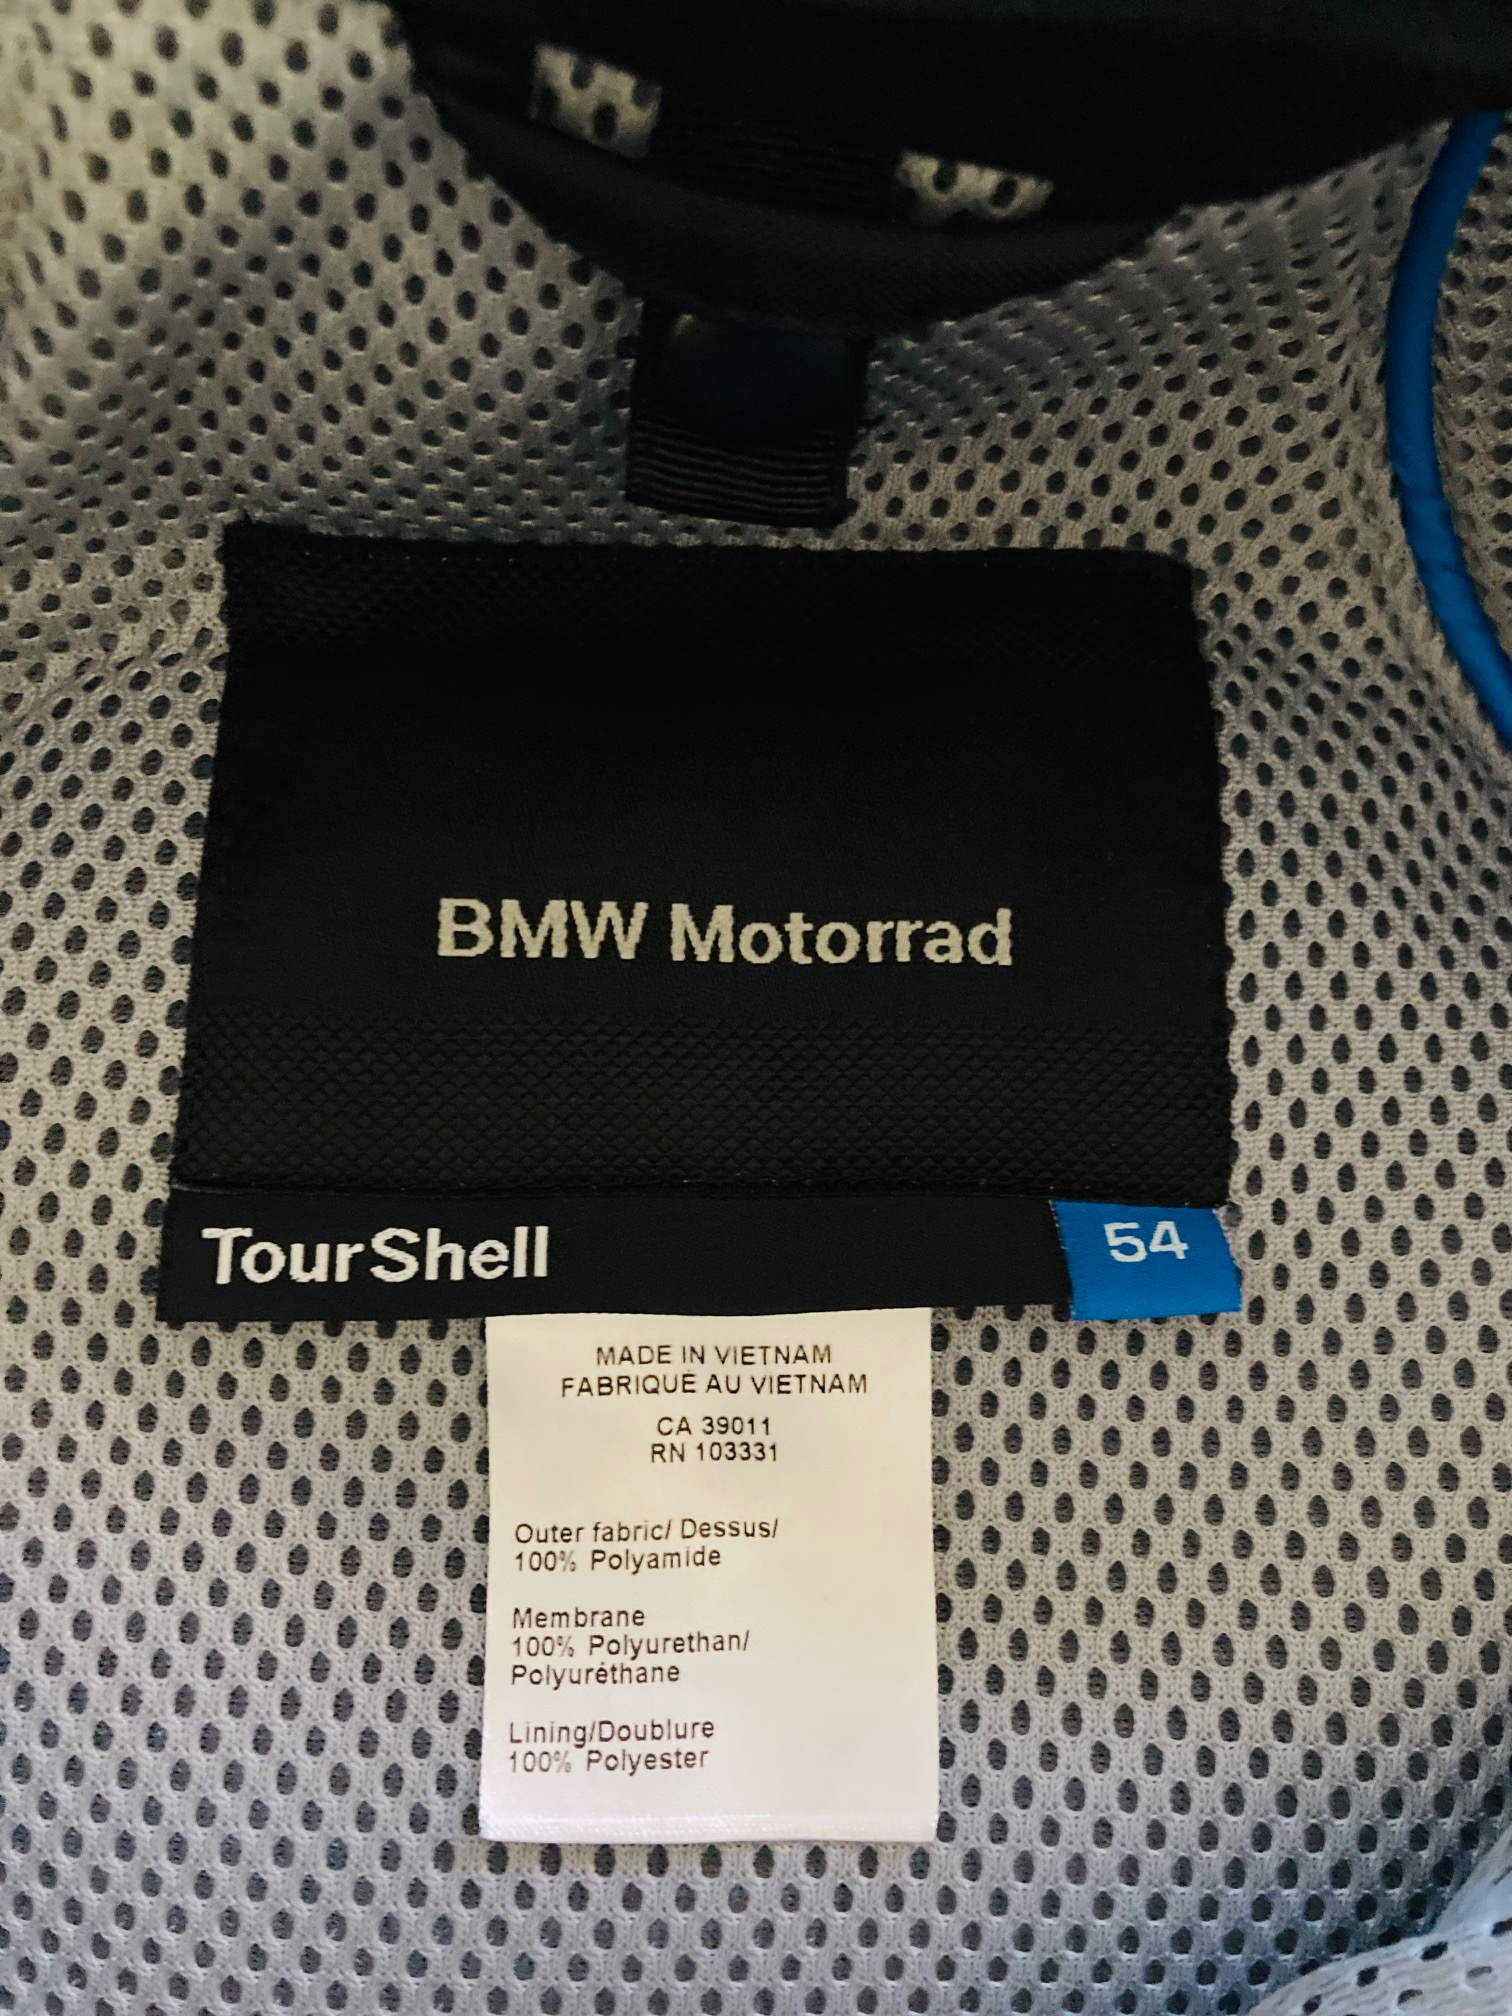 BMW Motorrad
TourShell
54
MADE IN VIETNAM
FABRIQUÉ AU VIETNAM
CA 39011
RN 103331
Outer fabric/ Dessus/
100% Polyamide
Membrane
100% Polyurethan/
Polyuréthane
Lining/Doublure
100% Polyester